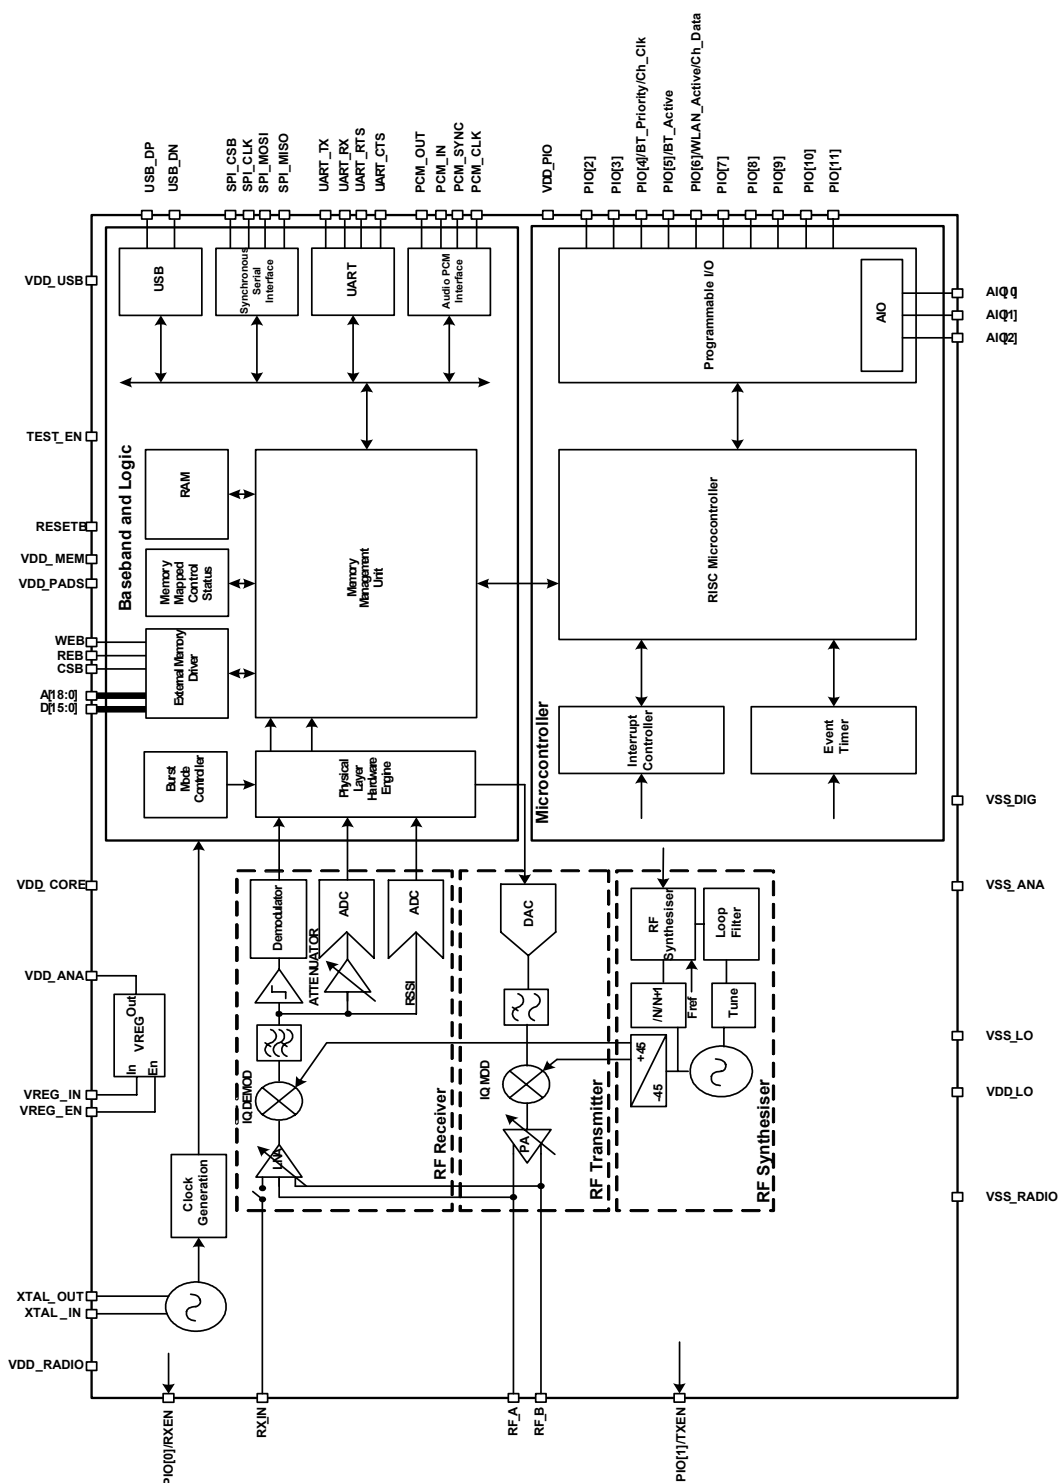 USB_DP
USB_DN
SPI_CSB
SPI_CLK
SPI_MOSI
SPI_MISO
UART_TX
UART_RX
UART_RTS
UART_CTS
PCM_OUT
PCM_IN
PCM_SYNC
PCM_CLK
VDD_PIO
PIO[2]
PIO[3]
PIO[4]/BT_Priority/Ch_Clk
PIO[5]/BT_Active
PIO[6]/WLAN_Active/Ch_Data
PIO[7]
PIO[8]
PIO[9]
PIO[10]
PIO[11]
VDD_USB
USB
Synchronous
Serial
Interface
UART
Audio PCM
Interface
Programmable I/O
AIO
AIO[0]
AIO[1]
AIO[2]
TEST_EN
RESETB
VDD_MEM
VDD_PADS
WEB
REB
CSB
A[18:0]
D[15:0]
Baseband and Logic
RAM
Memory
Mapped
Control
Status
External Memory
Driver
Memory
Management
Unit
RISC Microcontroller
Burst Mode
Controller
Physical
Layer
Hardware
Engine
Microcontroller
Interrupt
Controller
Event
Timer
VSS_DIG
VDD_CORE
VSS_ANA
Demodulator
ADC
ADC
ATTENUATOR
RSSI
DAC
RF
Synthesiser
Loop
Filter
/N/N+1
Fref
Tune
VDD_ANA
Out
VREG
In
En
VREG_IN
VREG_EN
IQ DEMOD
LNA
RF Receiver
IQ MOD
PA
RF Transmitter
+45
-45
RF Synthesiser
VSS_LO
VDD_LO
VSS_RADIO
Clock
Generation
XTAL_OUT
XTAL_IN
VDD_RADIO
PIO[0]/RXEN
RX_IN
RF_A
RF_B
PIO[1]/TXEN